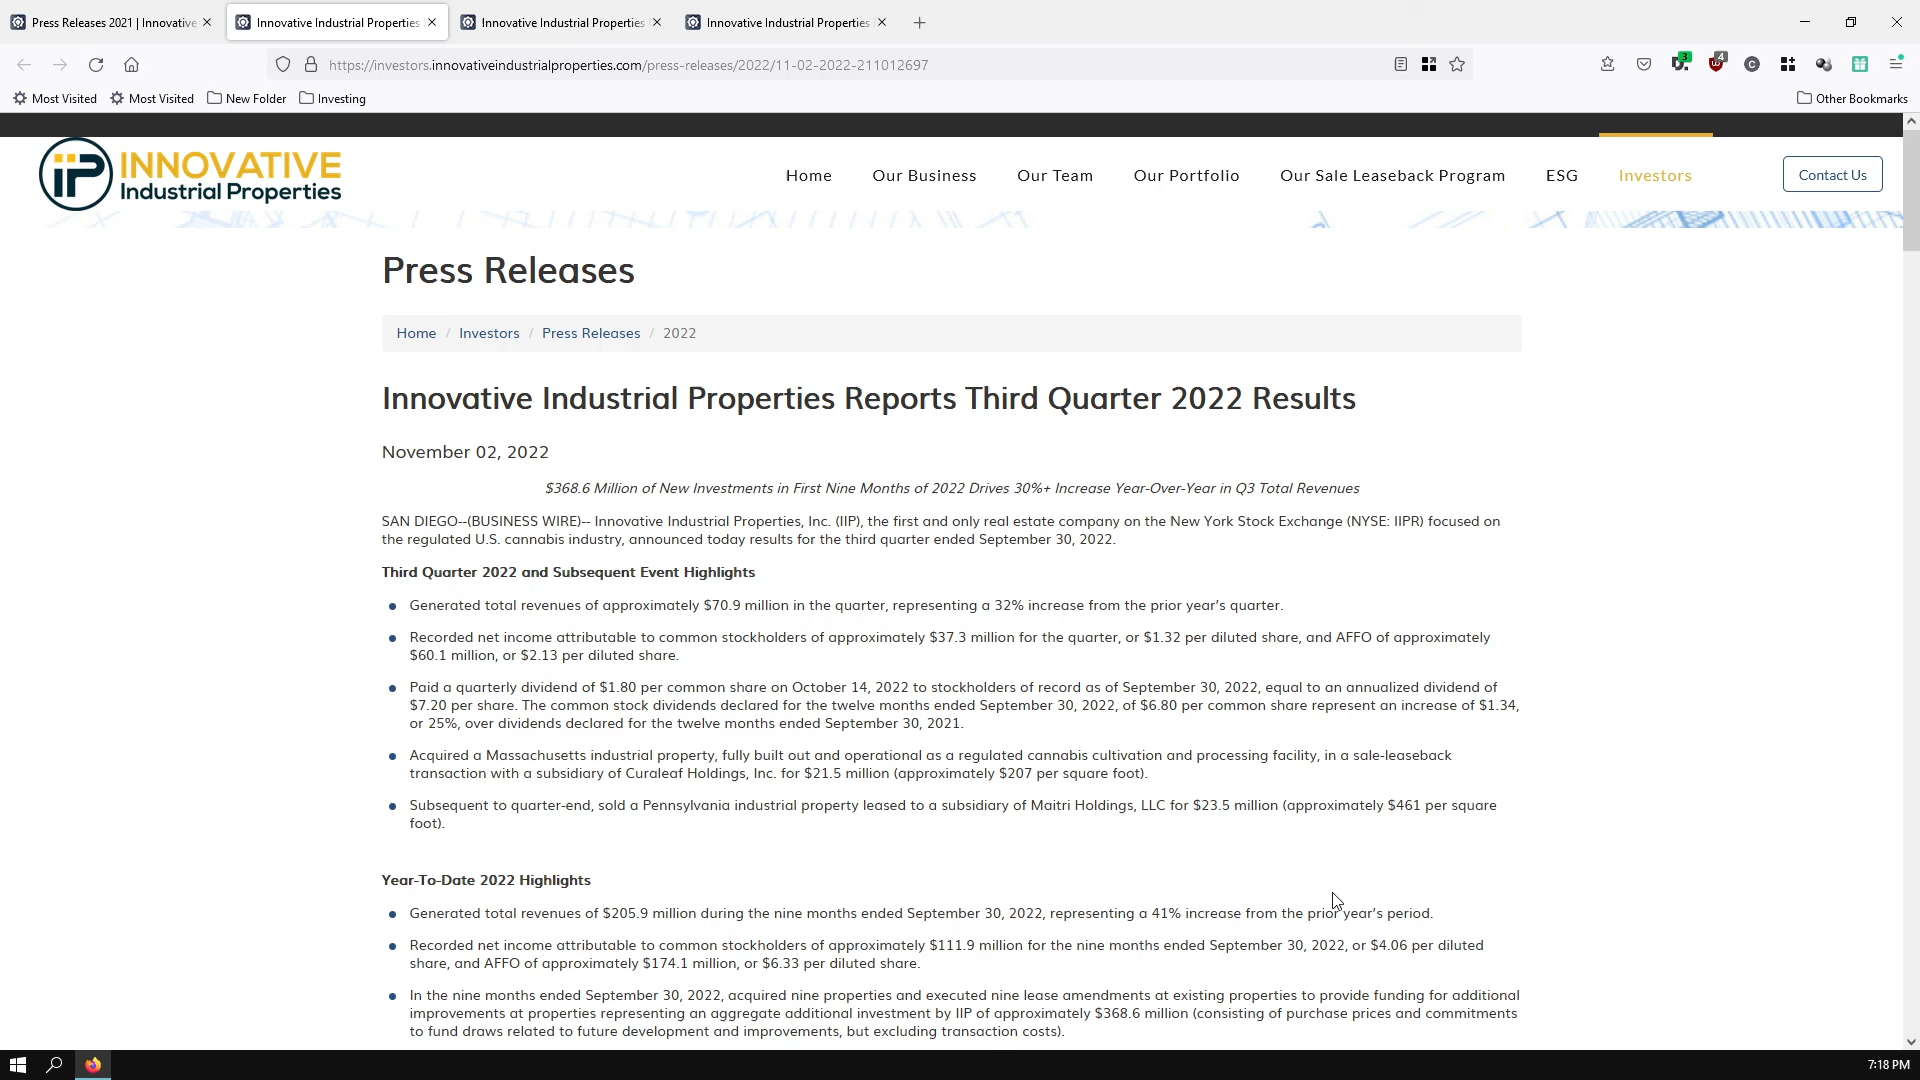 Press Releases 2021 | Innovative
Innovative Industrial Properties
Innovative Industrial Properties
Innovative Industrial Properties
https://investors.innovativeindustrialproperties.com/press-releases/2022/11-02-2022-211012697
3
4
C
Most Visited
Most Visited
New Folder
Investing
Other Bookmarks
iiP INNOVATIVE
Industrial Properties
Home
Our Business
Our Team
Our Portfolio
Our Sale Leaseback Program
ESG
Investors
Contact Us
Press Releases
Home / Investors / Press Releases / 2022
Innovative Industrial Properties Reports Third Quarter 2022 Results
November 02, 2022
$368.6 Million of New Investments in First Nine Months of 2022 Drives 30%+ Increase Year-Over-Year in Q3 Total Revenues
SAN DIEGO--(BUSINESS WIRE)-- Innovative Industrial Properties, Inc. (IIP), the first and only real estate company on the New York Stock Exchange (NYSE: IIPR) focused on
the regulated U.S. cannabis industry, announced today results for the third quarter ended September 30, 2022.
Third Quarter 2022 and Subsequent Event Highlights
Generated total revenues of approximately $70.9 million in the quarter, representing a 32% increase from the prior year's quarter.
Recorded net income attributable to common stockholders of approximately $37.3 million for the quarter, or $1.32 per diluted share, and AFFO of approximately
$60.1 million, or $2.13 per diluted share.
Paid a quarterly dividend of $1.80 per common share on October 14, 2022 to stockholders of record as of September 30, 2022, equal to an annualized dividend of
$7.20 per share. The common stock dividends declared for the twelve months ended September 30, 2022, of $6.80 per common share represent an increase of $1.34,
or 25%, over dividends declared for the twelve months ended September 30, 2021.
Acquired a Massachusetts industrial property, fully built out and operational as a regulated cannabis cultivation and processing facility, in a sale-leaseback
transaction with a subsidiary of Curaleaf Holdings, Inc. for $21.5 million (approximately $207 per square foot).
Subsequent to quarter-end, sold a Pennsylvania industrial property leased to a subsidiary of Maitri Holdings, LLC for $23.5 million (approximately $461 per square
foot).
Year-To-Date 2022 Highlights
Generated total revenues of $205.9 million during the nine months ended September 30, 2022, representing a 41% increase from the prior year's period.
Recorded net income attributable to common stockholders of approximately $111.9 million for the nine months ended September 30, 2022, or $4.06 per diluted
share, and AFFO of approximately $174.1 million, or $6.33 per diluted share.
In the nine months ended September 30, 2022, acquired nine properties and executed nine lease amendments at existing properties to provide funding for additional
improvements at properties representing an aggregate additional investment by IIP of approximately $368.6 million (consisting of purchase prices and commitments
to fund draws related to future development and improvements, but excluding transaction costs).
7:18 PM